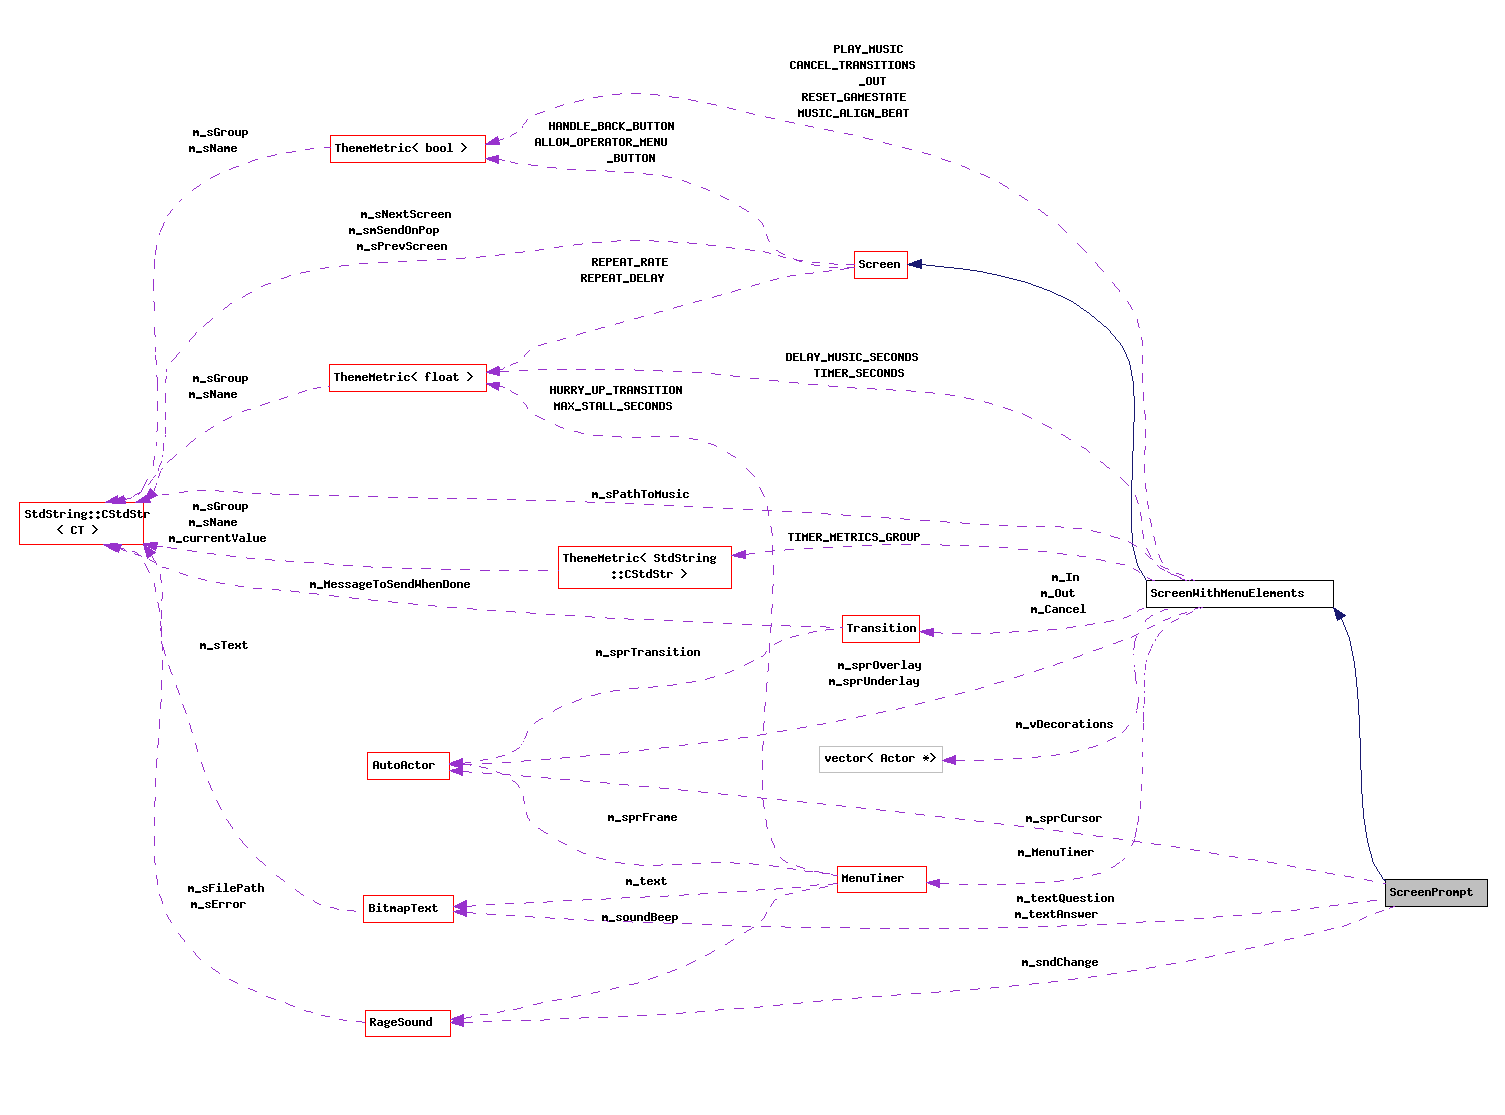 PLAY_MUSIC
CANCEL_TRANSITIONS
_OUT
RESET_GAMESTATE
MUSIC_ALIGN_BEAT
HANDLE_BACK_BUTTON
ALLOW_OPERATOR_MENU
_BUTTON
m_sGroup
m_sName
ThemeMetric< bool >
m_sNextScreen
m_smSendOnPop
m_sPrevScreen
REPEAT_RATE
REPEAT_DELAY
Screen
DELAY_MUSIC_SECONDS
TIMER_SECONDS
m_sGroup
m_sName
ThemeMetric< float >
HURRY_UP_TRANSITION
MAX_STALL_SECONDS
m_sPathToMusic
StdString::CStdStr
< CT >
m_sGroup
m_sName
m_currentValue
TIMER_METRICS_GROUP
ThemeMetric< StdString
::CStdStr >
m_MessageToSendWhenDone
m_In
m_Out
m_Cancel
ScreenWithMenuElements
Transition
m_sText
m_sprTransition
m_sprOverlay
m_sprUnderlay
m_vDecorations
AutoActor
vector< Actor *>
m_sprFrame
m_sprCursor
m_MenuTimer
m_text
MenuTimer
m_sFilePath
m_sError
BitmapText
m_soundBeep
m_textQuestion
m_textAnswer
ScreenPrompt
m_sndChange
RageSound